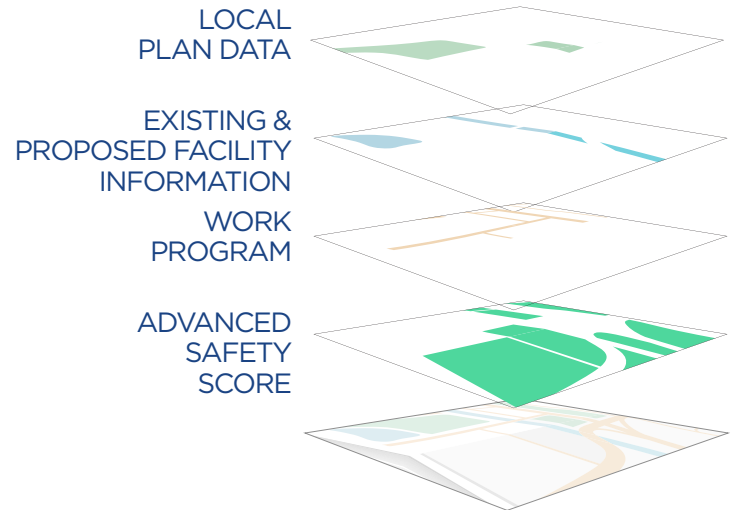 LOCAL
PLAN DATA
EXISTING &
PROPOSED FACILITY
INFORMATION
WORK
PROGRAM
ADVANCED
SAFETY
SCORE